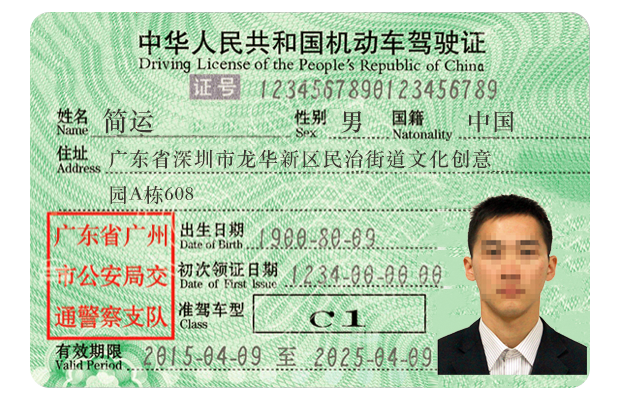 中华人民共和国机动车驾驶证
Driving License of the People's Republic of China
证号 1234567890123456789
姓名 简运 性别 男 国籍 中国
Name Sex Natonality
住址 广东省深圳市龙华新区民治街道文化创意
Address
园A栋608
广东省广州
市公安局交
通警察支队
出生日期 1900-80-09
Date of Birth
初次领证日期 1234-00-00 00
Date of First Issue
准驾车型 C1
Class
有效期限 2015-04-09 至 2025-04-09
Valid Period